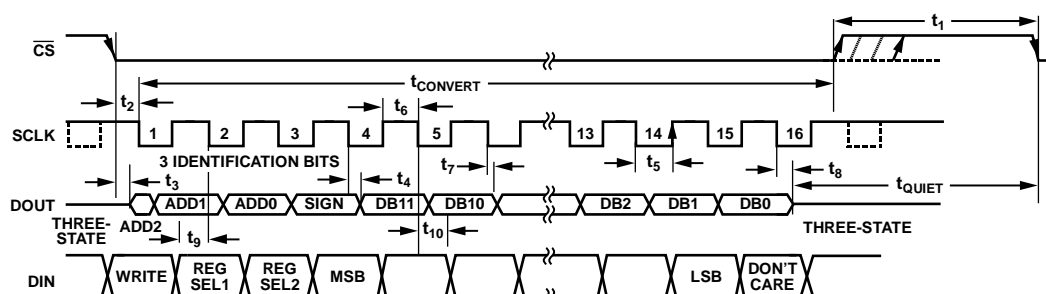 t1
CS
tCONVERT
t2
t6
SCLK
1 2 3 4 5 13 14 15 16
3 IDENTIFICATION BITS
t3
t4
t7
t5
t8
tQUIET
DOUT
ADD1 ADD0 SIGN DB11 DB10 DB2 DB1 DB0
THREE-
STATE
ADD2
THREE-STATE
t9
t10
DIN
WRITE
REG
SEL1
REG
SEL2
MSB
LSB
DON'T
CARE